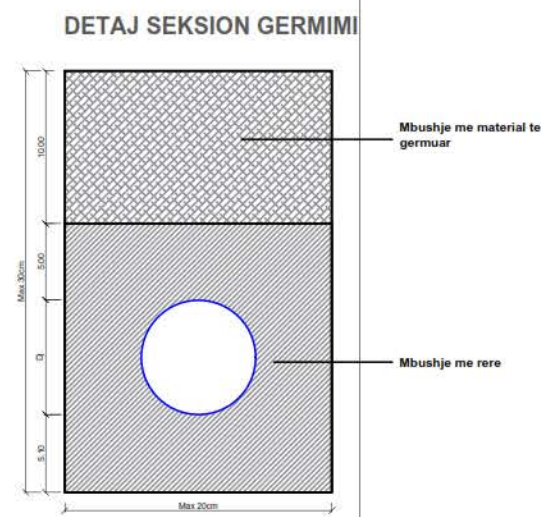 DETAJ SEKSION GERMIMI
Mbushje me material te
germuar
10.00
5.00
Max 30cm
Mbushje me rere
5.10
Max 20cm